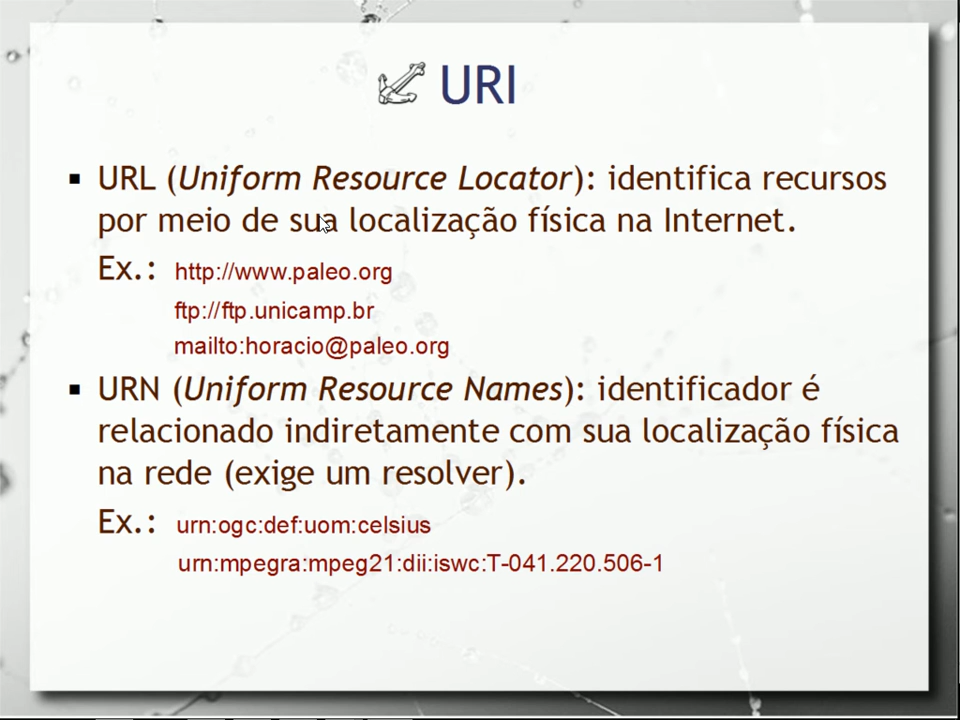 URI
URL (Uniform Resource Locator): identifica recursos
por meio de sua localização física na Internet.
Ex.: http://www.paleo.org
ftp://ftp.unicamp.br
mailto:horacio@paleo.org
URN (Uniform Resource Names): identificador é
relacionado indiretamente com sua localização física
na rede (exige um resolver).
Ex.: urn:ogc:def:uom:celsius
urn:mpegra:mpeg21:dii:iswc:T-041.220.506-1